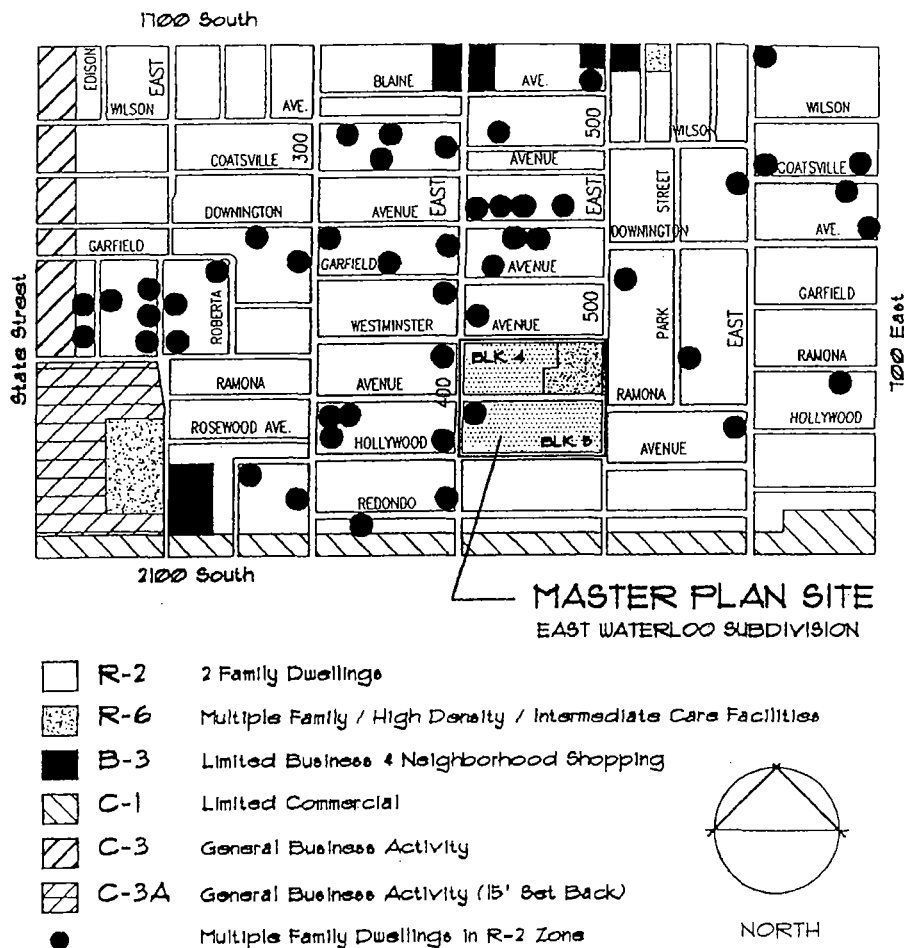 1700 South
EDISON
EAST
BLAINE
AVE.
500
WILSON
AVE.
WILSON
WILSON
COATSVILLE
300
AVENUE
COATSVILLE
DOWNINGTON
AVENUE
EAST
EAST
STREET
DOWNINGTON
AVE.
GARFIELD
GARFIELD
AVENUE
State Street
ROBERTA
WESTMINSTER
AVENUE
500
PARK
EAST
GARFIELD
700 East
RAMONA
AVENUE
400
BLK 4
RAMONA
RAMONA
ROSEWOOD AVE.
HOLLYWOOD
BLK 5
AVENUE
HOLLYWOOD
REDONDO
2100 South
MASTER PLAN SITE
EAST WATERLOO SUBDIVISION
R-2 2 Family Dwellings
R-6 Multiple Family / High Density / Intermediate Care Facilities
B-3 Limited Business & Neighborhood Shopping
C-1 Limited Commercial
C-3 General Business Activity
C-3A General Business Activity (15' Set Back)
Multiple Family Dwellings in R-2 Zone
NORTH